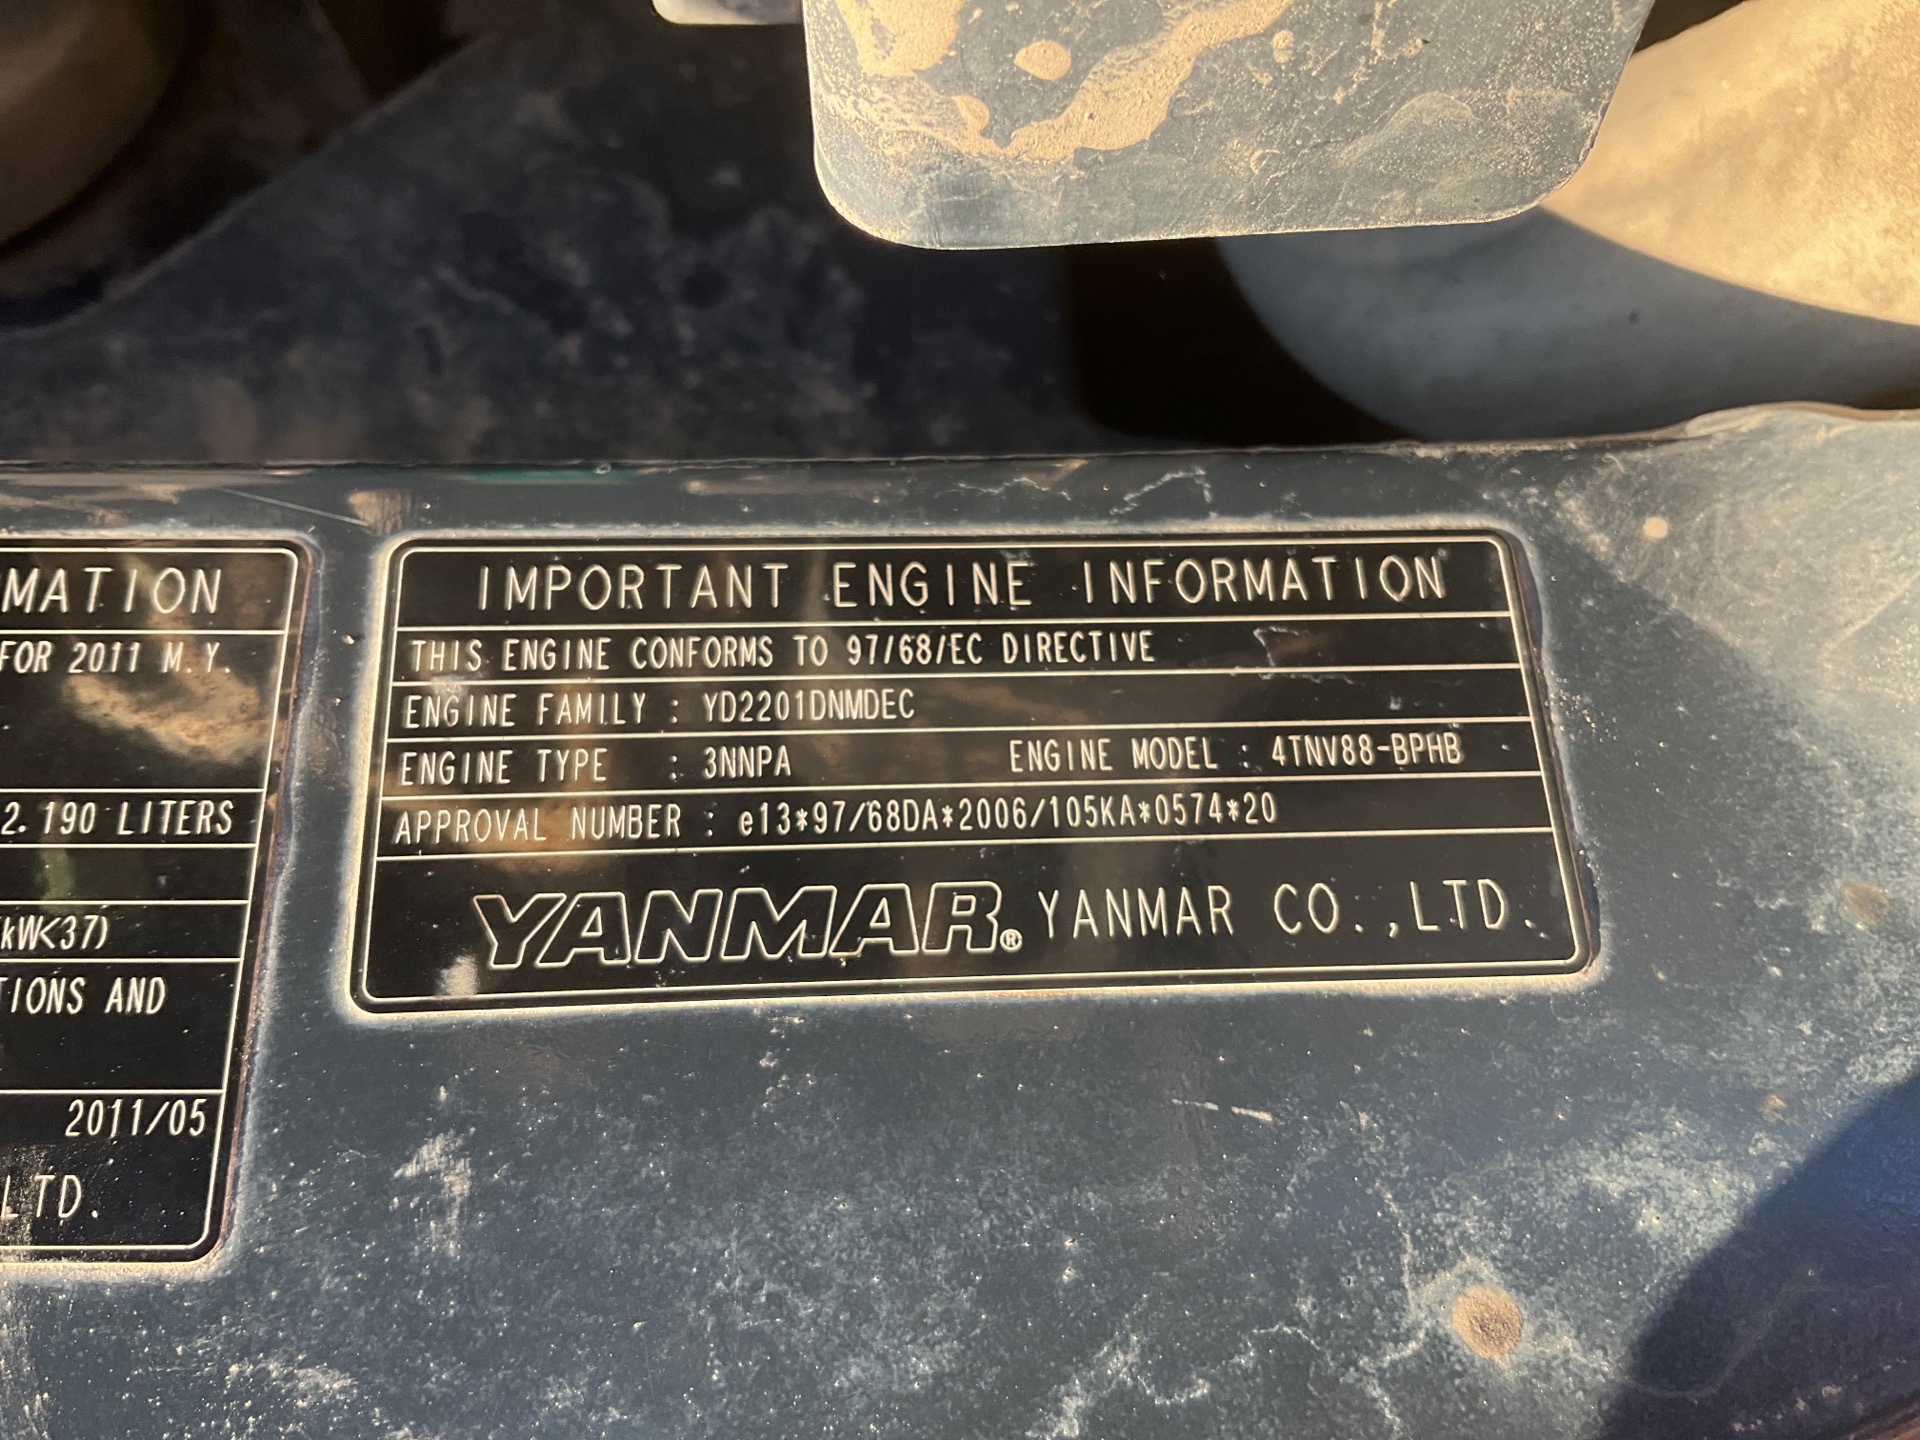 MATION
FOR 2011 M.Y.
2.190 LITERS
kW<37)
TIONS AND
2011/05
LTD.
IMPORTANT ENGINE INFORMATION
THIS ENGINE CONFORMS TO 97/68/EC DIRECTIVE
ENGINE FAMILY : YD2201DNMDEC
ENGINE TYPE : 3NNPA ENGINE MODEL : 4TNV88-BPHB
APPROVAL NUMBER : e13*97/68DA*2006/105KA*0574*20
YANMAR® YANMAR CO.,LTD.